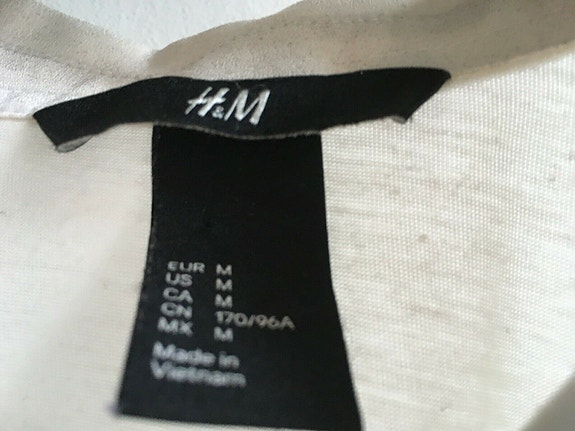 H&M
EUR M
US M
CA M
CN 170/96A
MX M
Made in
Vietnam